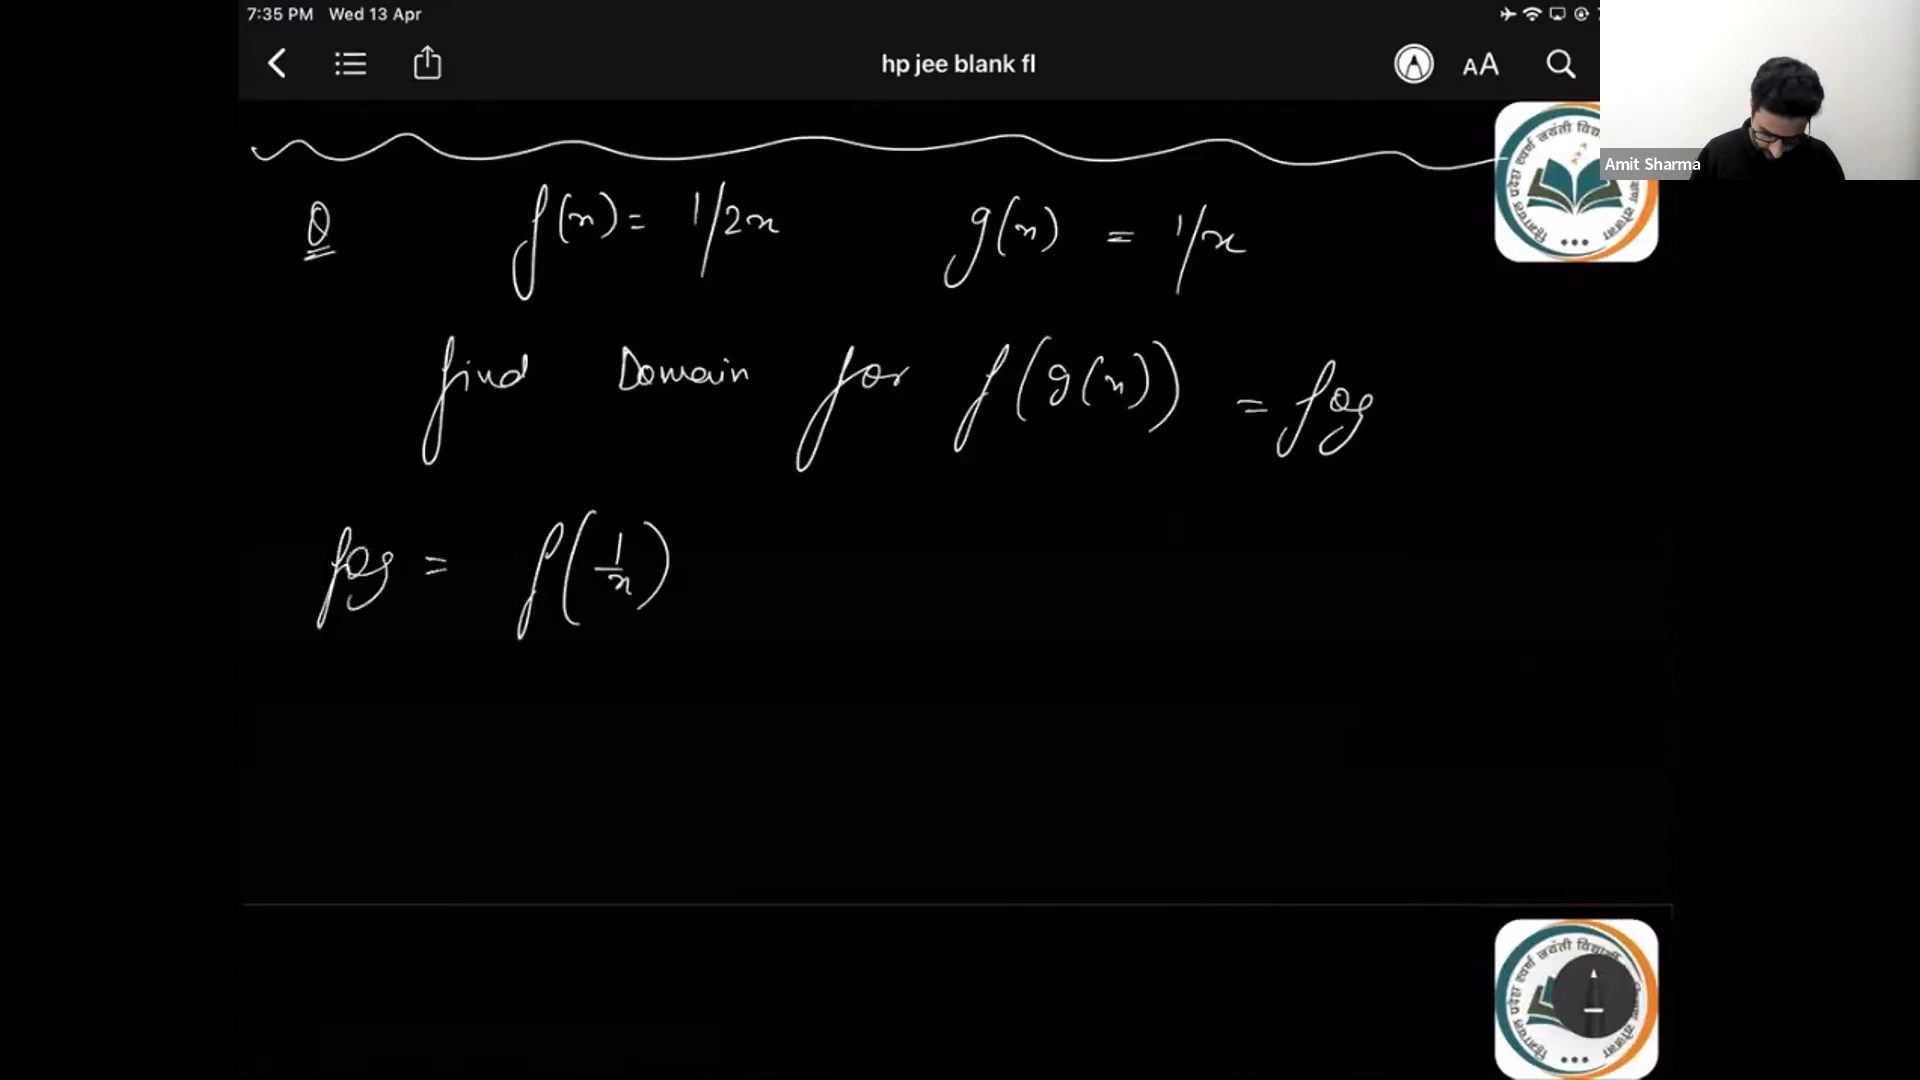 7:35 PM Wed 13 Apr
hp jee blank fl
AA
Amit Sharma
Q f(x) = 1/2x g(x) = 1/x
find Domain for f(g(x)) = fog
fog = f(1/x)